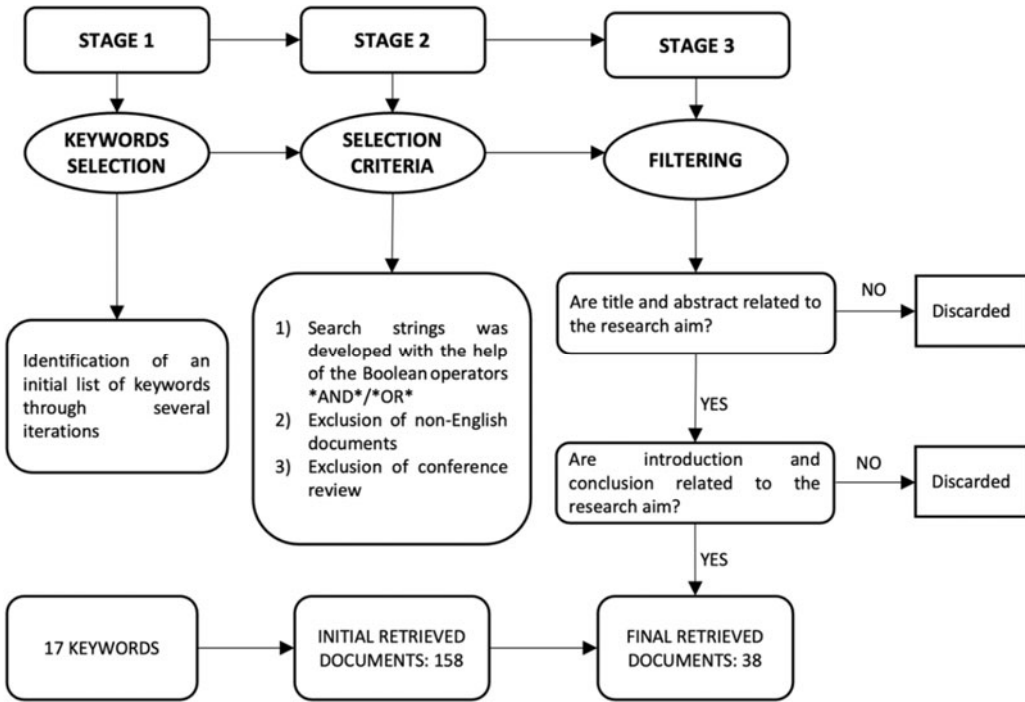 STAGE 1
STAGE 2
STAGE 3
KEYWORDS
SELECTION
SELECTION
CRITERIA
FILTERING
Identification of an
initial list of keywords
through several
iterations
1) Search strings was
developed with the help
of the Boolean operators
*AND*/*OR*
2) Exclusion of non-English
documents
3) Exclusion of conference
review
Are title and abstract related to
the research aim?
NO
Discarded
YES
Are introduction and
conclusion related to the
research aim?
NO
Discarded
YES
17 KEYWORDS
INITIAL RETRIEVED
DOCUMENTS: 158
FINAL RETRIEVED
DOCUMENTS: 38